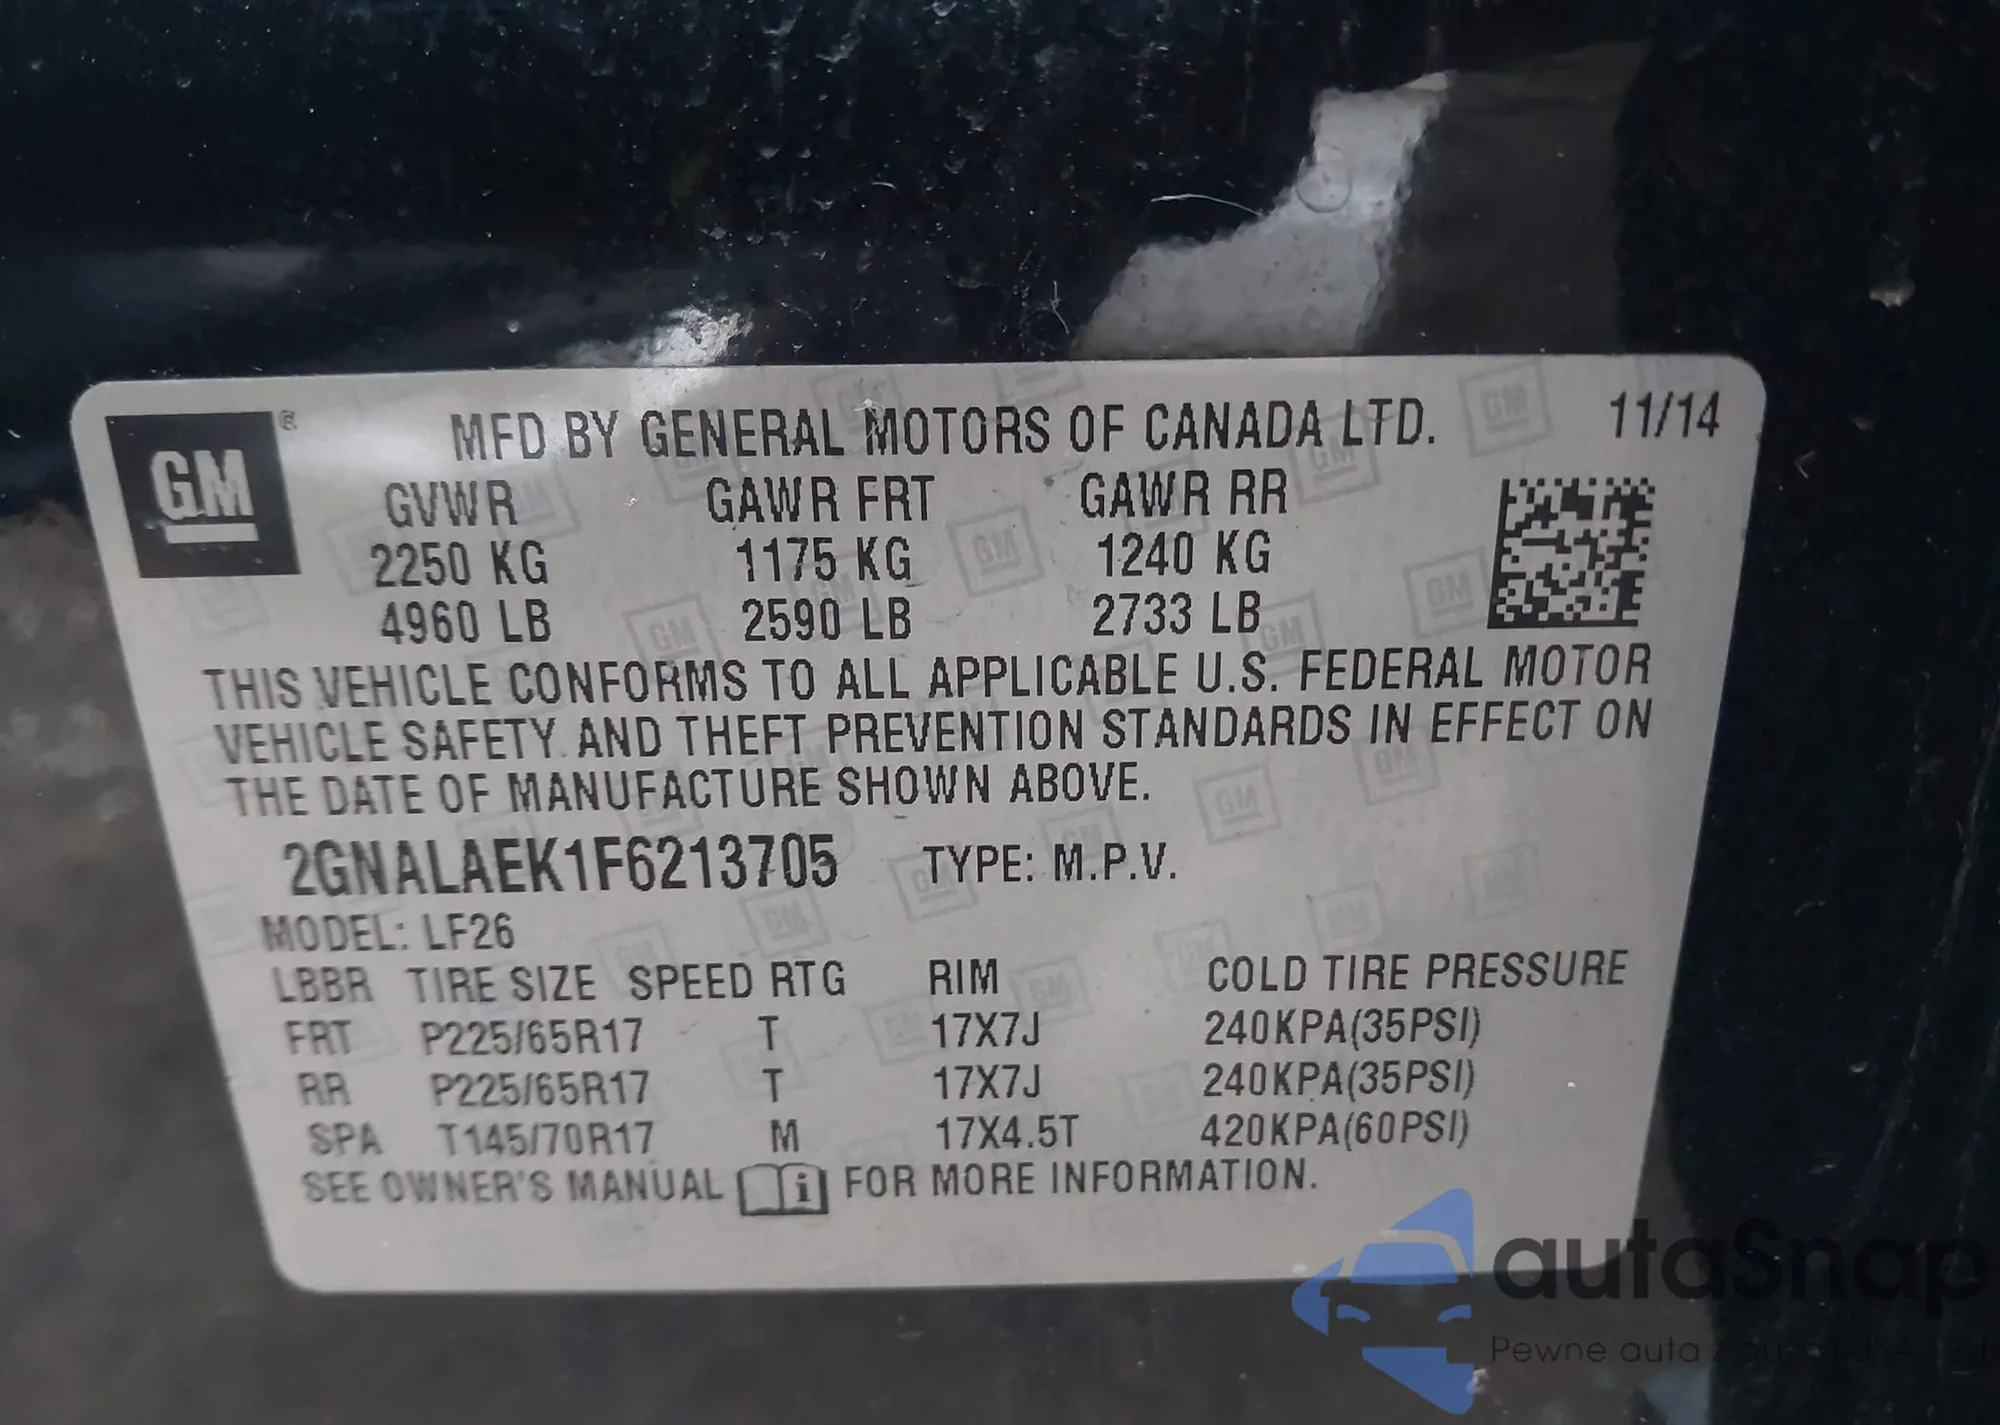 GM ®
MFD BY GENERAL MOTORS OF CANADA LTD. 11/14
GVWR GAWR FRT GAWR RR
2250 KG 1175 KG 1240 KG
4960 LB 2590 LB 2733 LB
THIS VEHICLE CONFORMS TO ALL APPLICABLE U.S. FEDERAL MOTOR
VEHICLE SAFETY AND THEFT PREVENTION STANDARDS IN EFFECT ON
THE DATE OF MANUFACTURE SHOWN ABOVE.
2GNALAEK1F6213705 TYPE: M.P.V.
MODEL: LF26
LBBR TIRE SIZE SPEED RTG RIM COLD TIRE PRESSURE
FRT P225/65R17 T 17X7J 240KPA(35PSI)
RR P225/65R17 T 17X7J 240KPA(35PSI)
SPA T145/70R17 M 17X4.5T 420KPA(60PSI)
SEE OWNER'S MANUAL i FOR MORE INFORMATION.
autaSnap
Pewne auta z